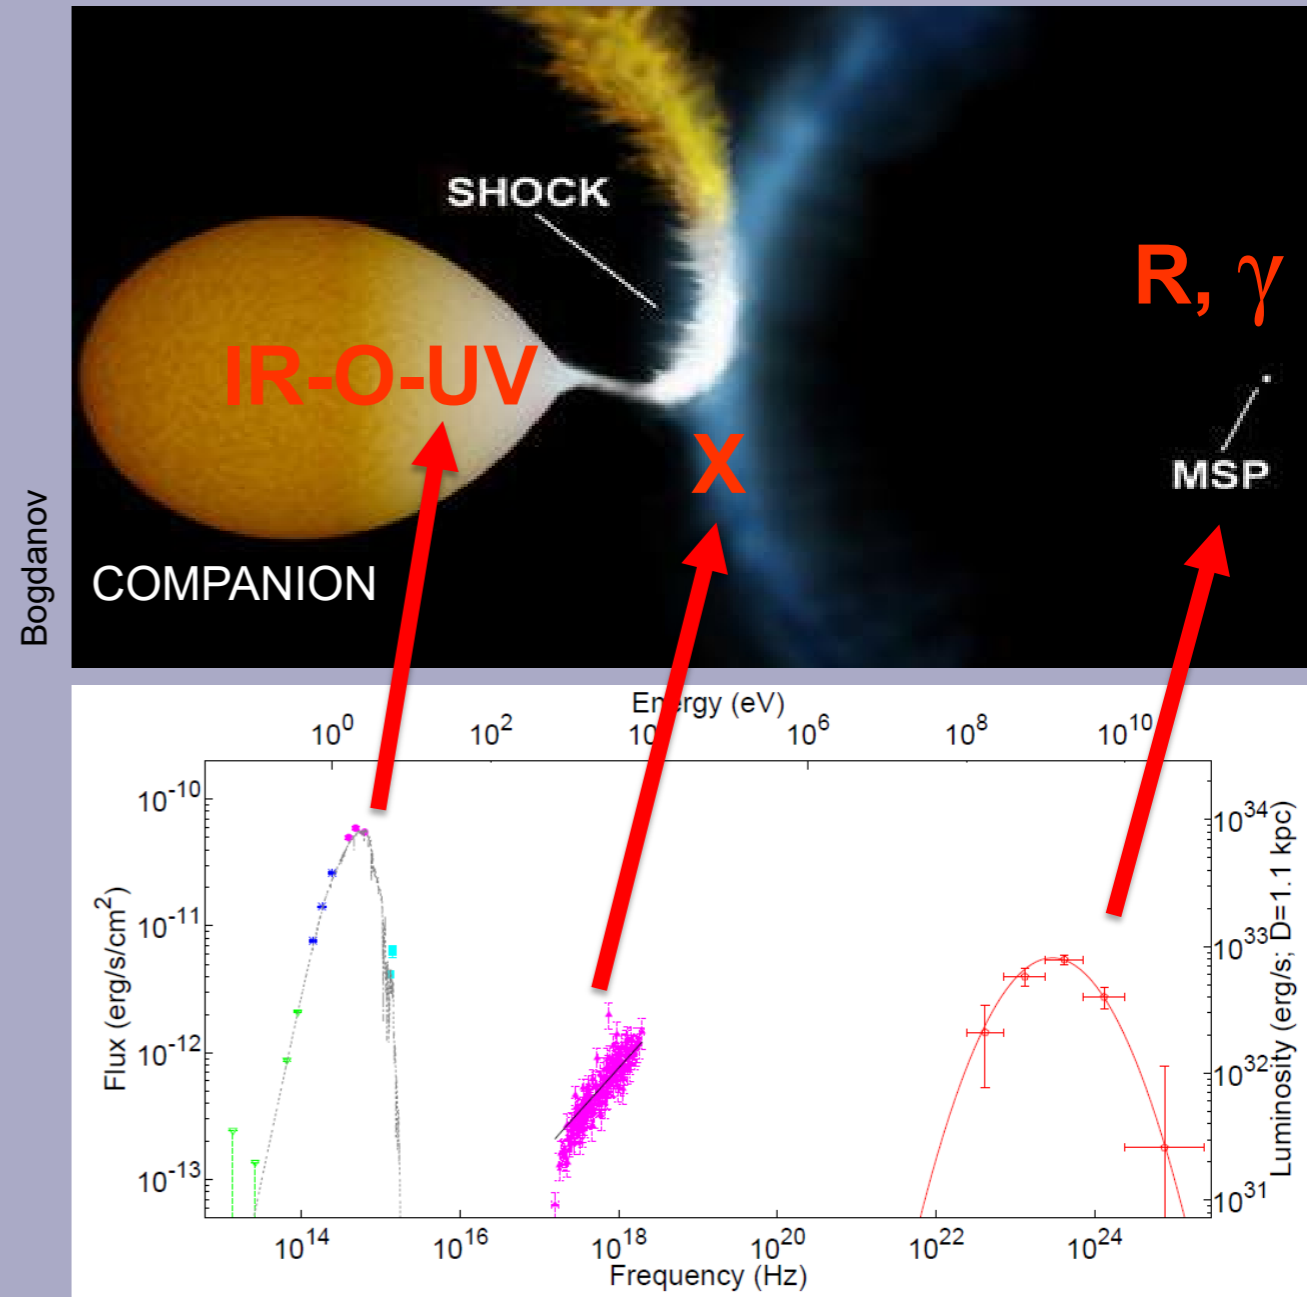 Bogdanov
SHOCK
R, γ
IR-O-UV
X
MSP
COMPANION
Energy (eV)
10^0 10^2 10^6 10^8 10^10
Flux (erg/s/cm^2)
10^-10
10^-11
10^-12
10^-13
Luminosity (erg/s; D=1.1 kpc)
10^34
10^33
10^32
10^31
10^14 10^16 10^18 10^20 10^22 10^24
Frequency (Hz)